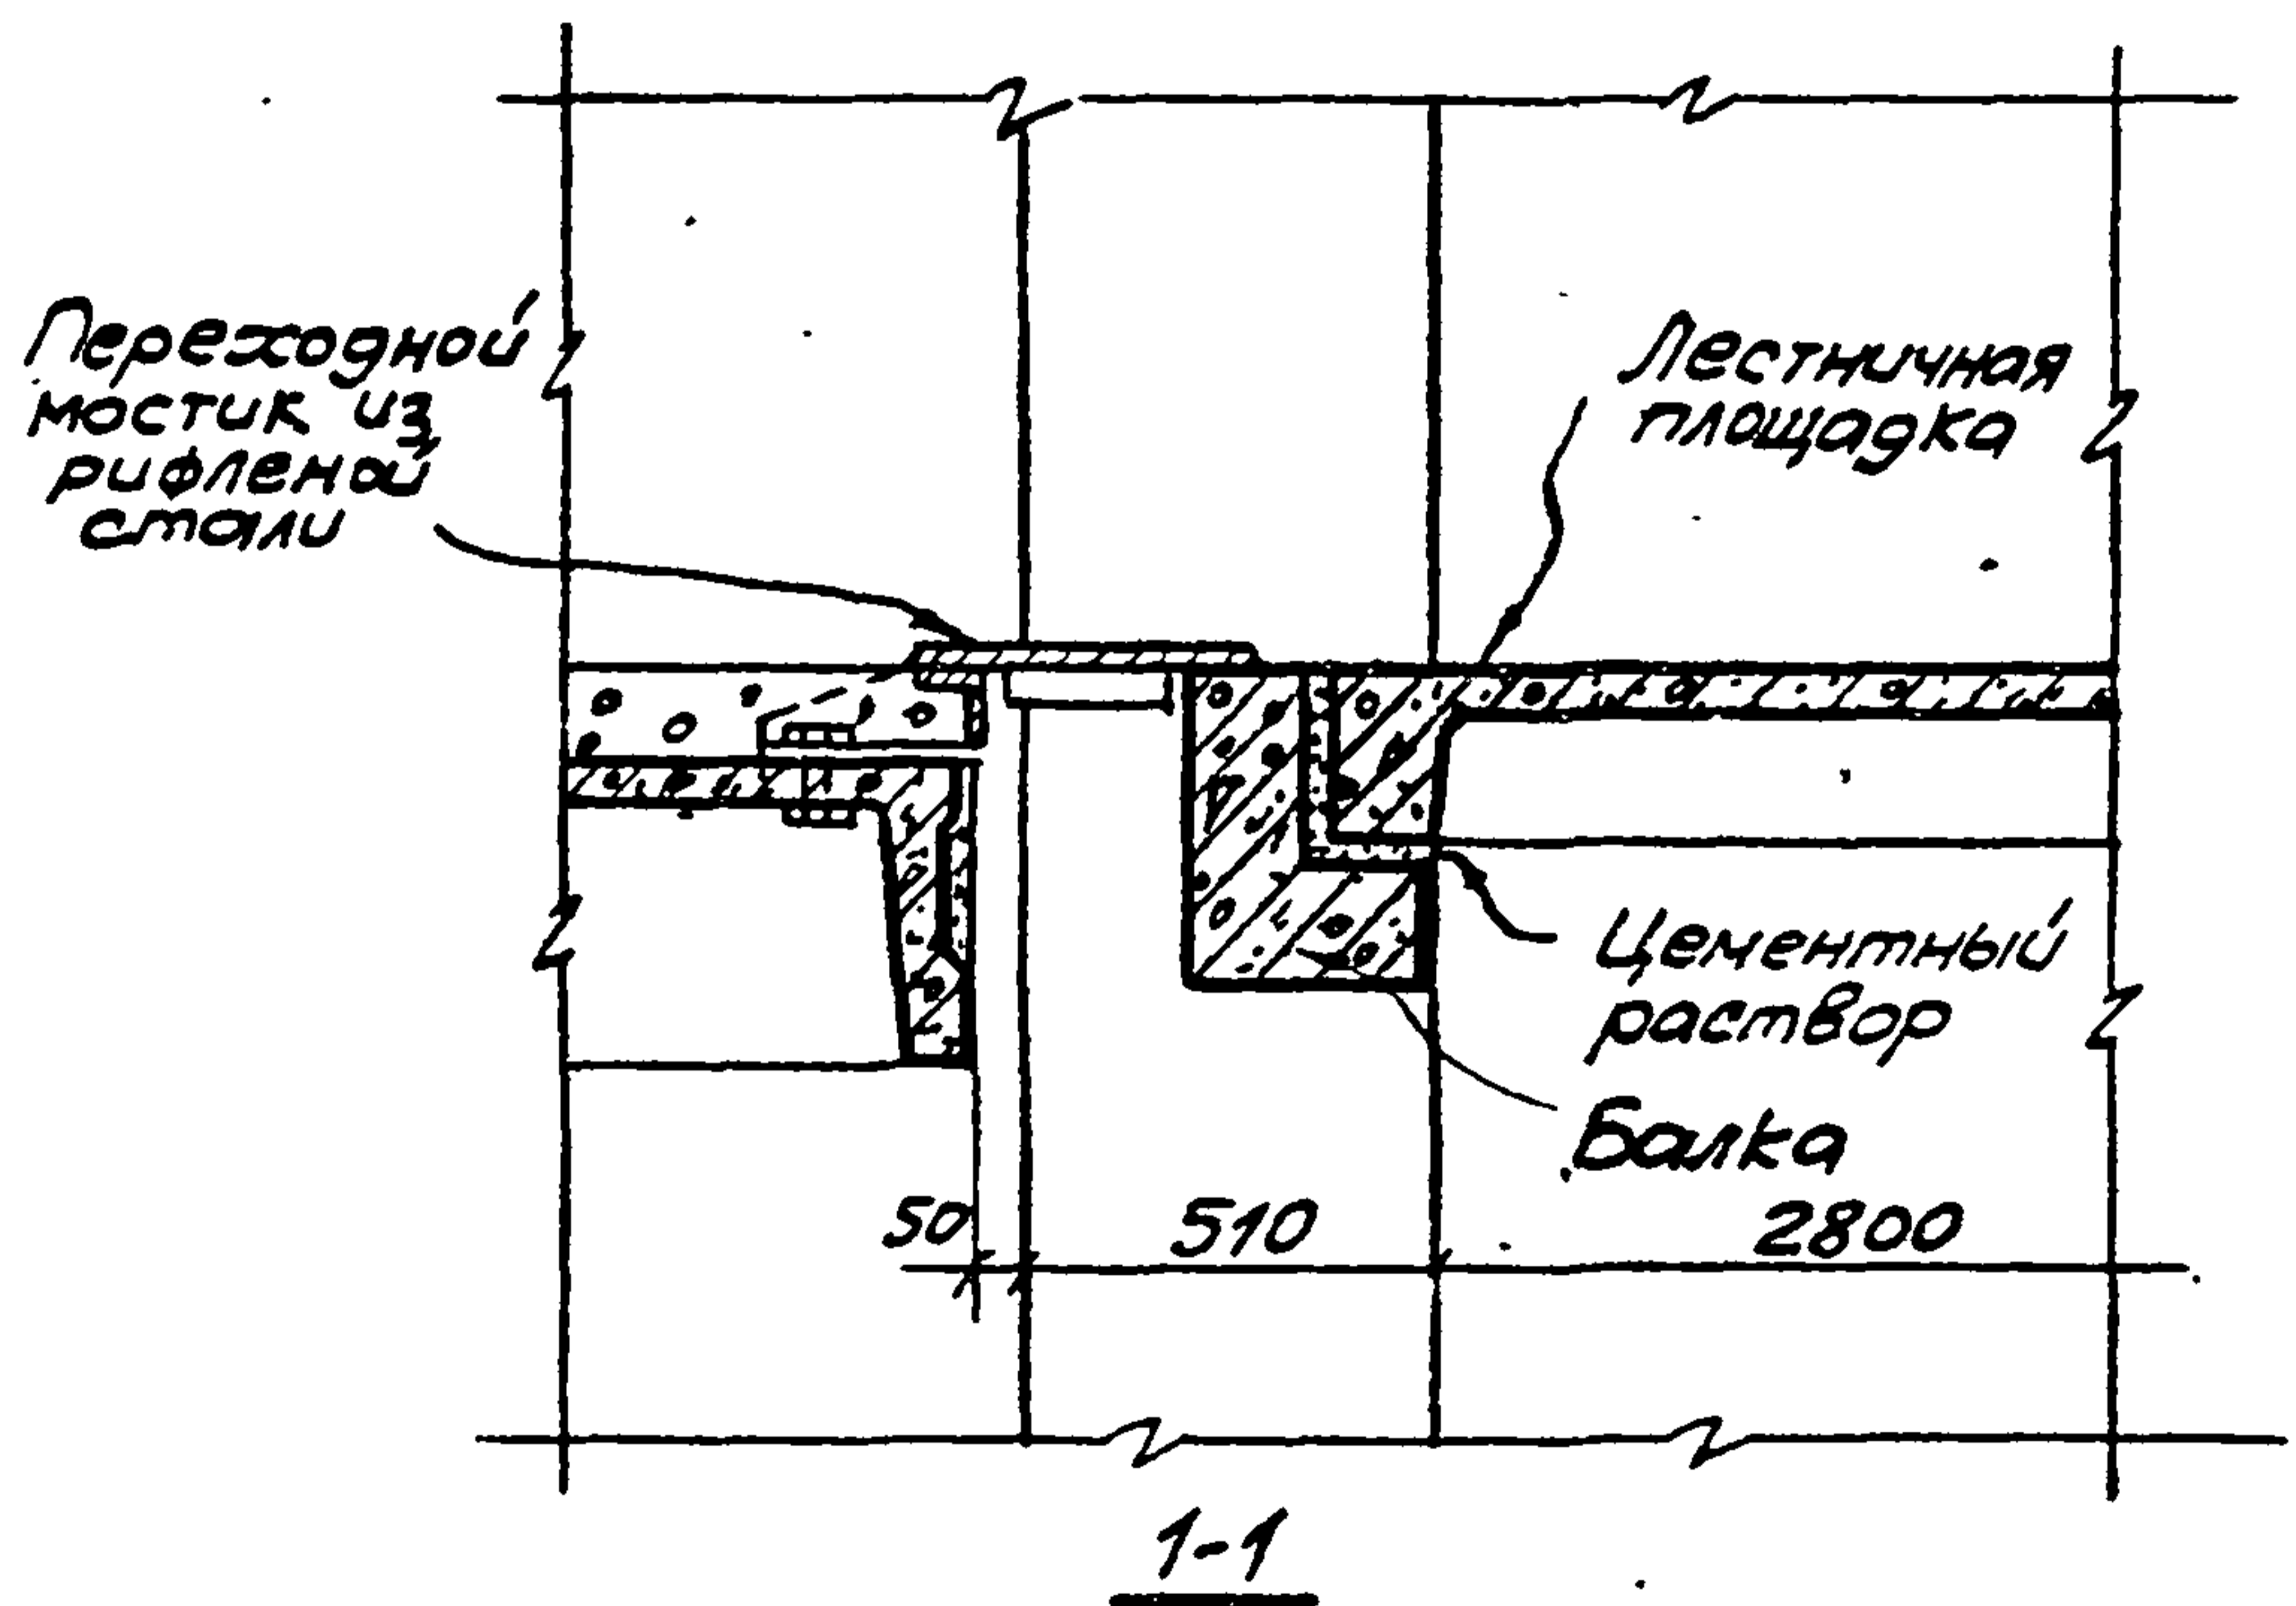 Переходной
мостик из
рифленой
стали
Лестничная
площадка
Цементный
раствор
Балка
50
510
2800
1-1